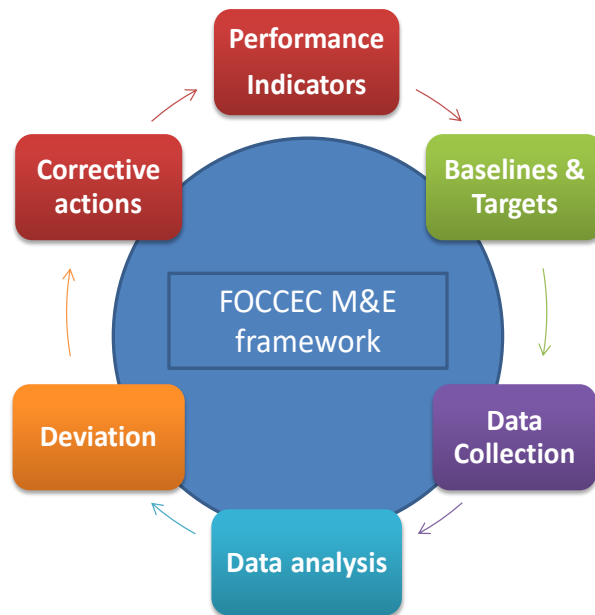 Performance
Indicators
Baselines &
Targets
Data
Collection
Data analysis
Deviation
Corrective
actions
FOCCEC M&E
framework